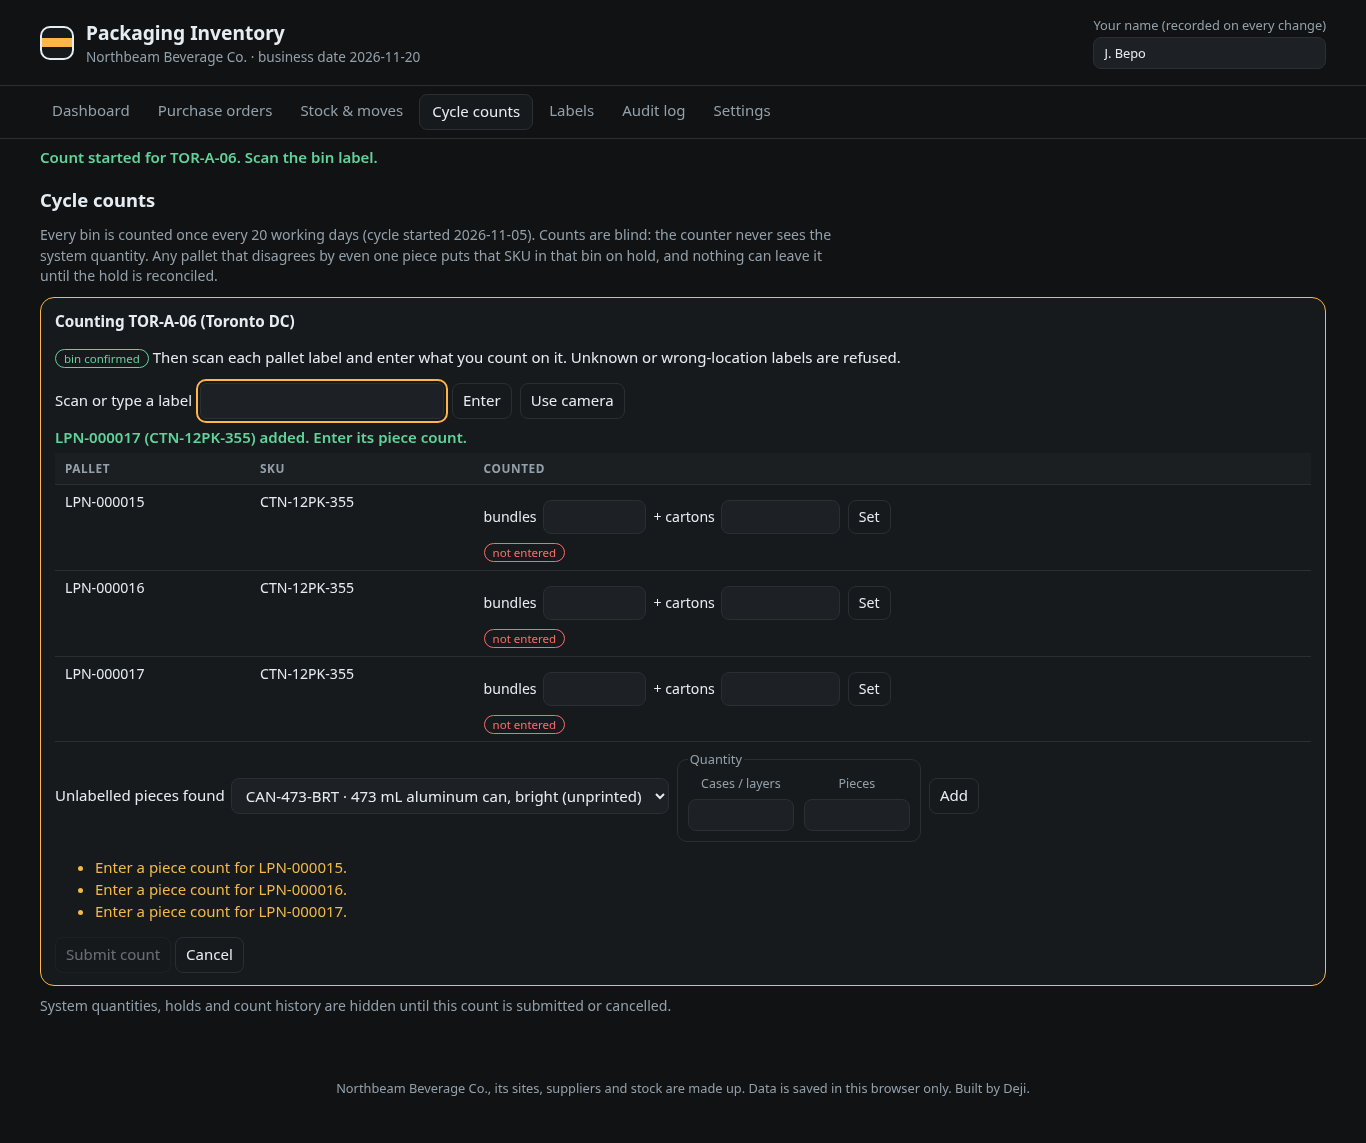 Packaging Inventory
Northbeam Beverage Co. · business date 2026-11-20
Your name (recorded on every change)
J. Bepo
Dashboard Purchase orders Stock & moves Cycle counts Labels Audit log Settings
Count started for TOR-A-06. Scan the bin label.
Cycle counts
Every bin is counted once every 20 working days (cycle started 2026-11-05). Counts are blind: the counter never sees the
system quantity. Any pallet that disagrees by even one piece puts that SKU in that bin on hold, and nothing can leave it
until the hold is reconciled.
Counting TOR-A-06 (Toronto DC)
bin confirmed Then scan each pallet label and enter what you count on it. Unknown or wrong-location labels are refused.
Scan or type a label Enter Use camera
LPN-000017 (CTN-12PK-355) added. Enter its piece count.
PALLET SKU COUNTED
LPN-000015 CTN-12PK-355
bundles + cartons Set
not entered
LPN-000016 CTN-12PK-355
bundles + cartons Set
not entered
LPN-000017 CTN-12PK-355
bundles + cartons Set
not entered
Quantity
Cases / layers Pieces
Unlabelled pieces found CAN-473-BRT · 473 mL aluminum can, bright (unprinted) Add
• Enter a piece count for LPN-000015.
• Enter a piece count for LPN-000016.
• Enter a piece count for LPN-000017.
Submit count Cancel
System quantities, holds and count history are hidden until this count is submitted or cancelled.
Northbeam Beverage Co., its sites, suppliers and stock are made up. Data is saved in this browser only. Built by Deji.